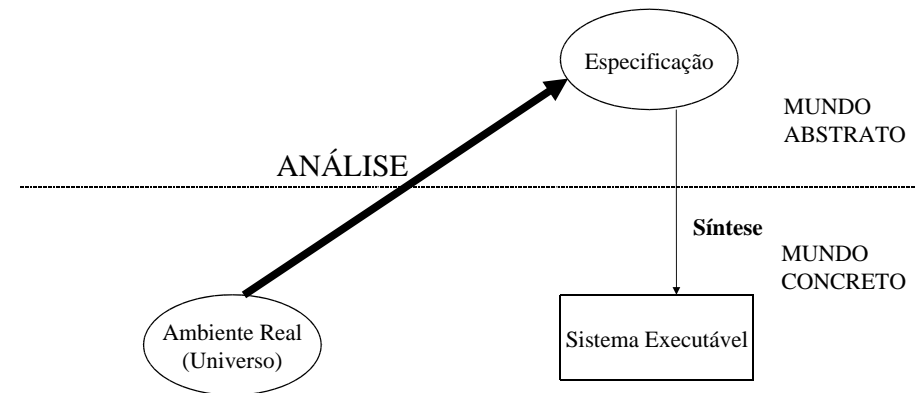 Especificação
MUNDO
ABSTRATO
ANÁLISE
Síntese
MUNDO
CONCRETO
Ambiente Real
(Universo)
Sistema Executável